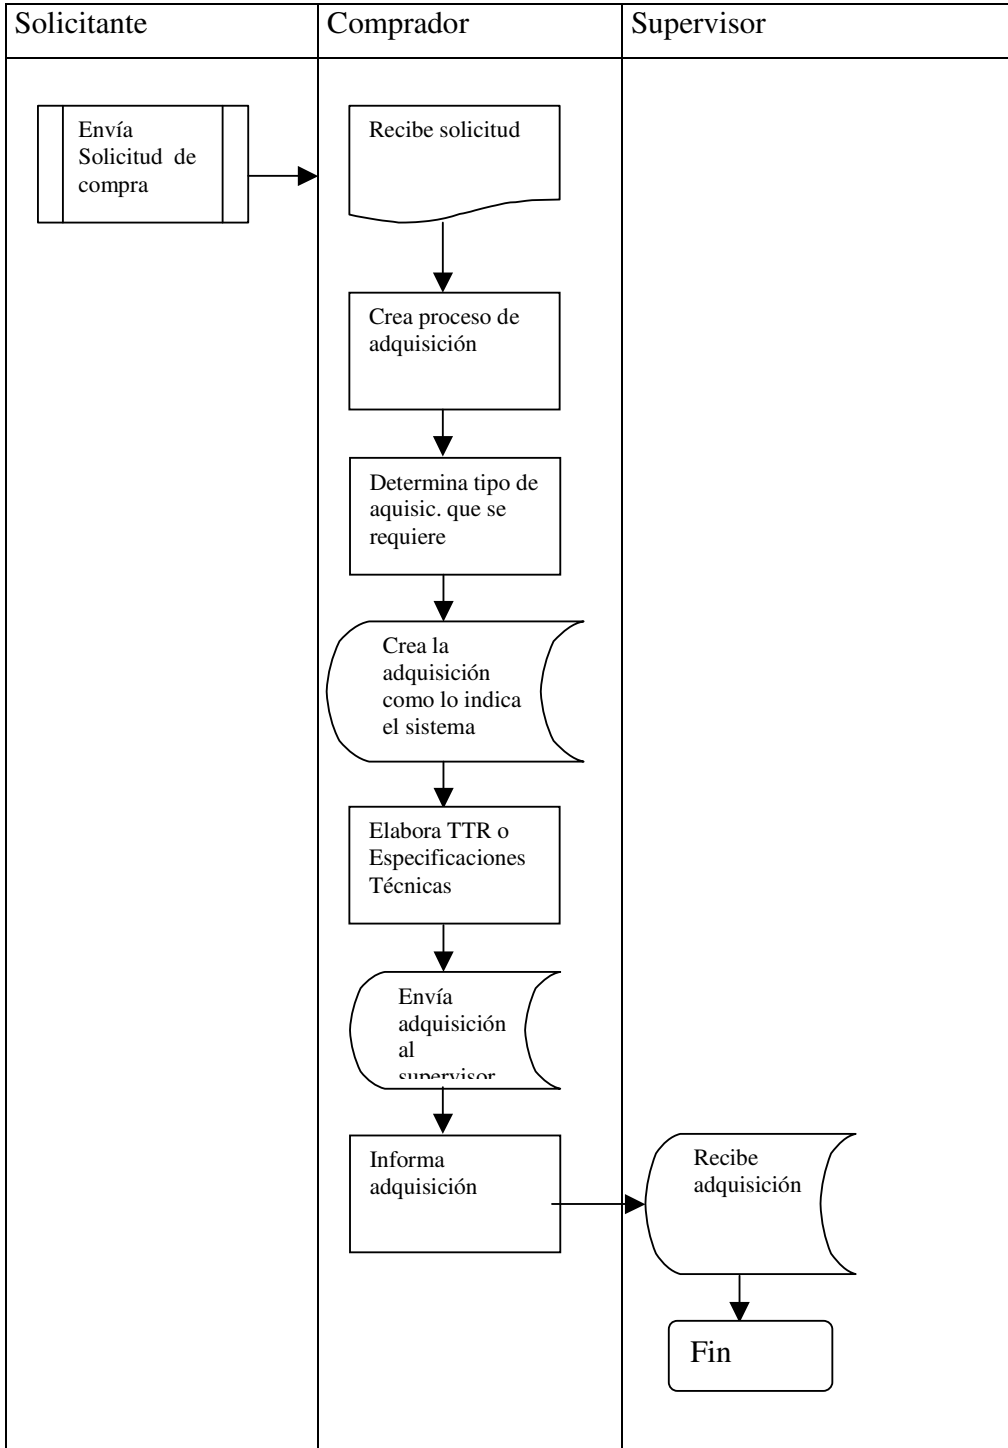 Solicitante
Comprador
Supervisor
Envía
Solicitud de
compra
Recibe solicitud
Crea proceso de
adquisición
Determina tipo de
aquisic. que se
requiere
Crea la
adquisición
como lo indica
el sistema
Elabora TTR o
Especificaciones
Técnicas
Envía
adquisición
al
supervisor
Informa
adquisición
Recibe
adquisición
Fin